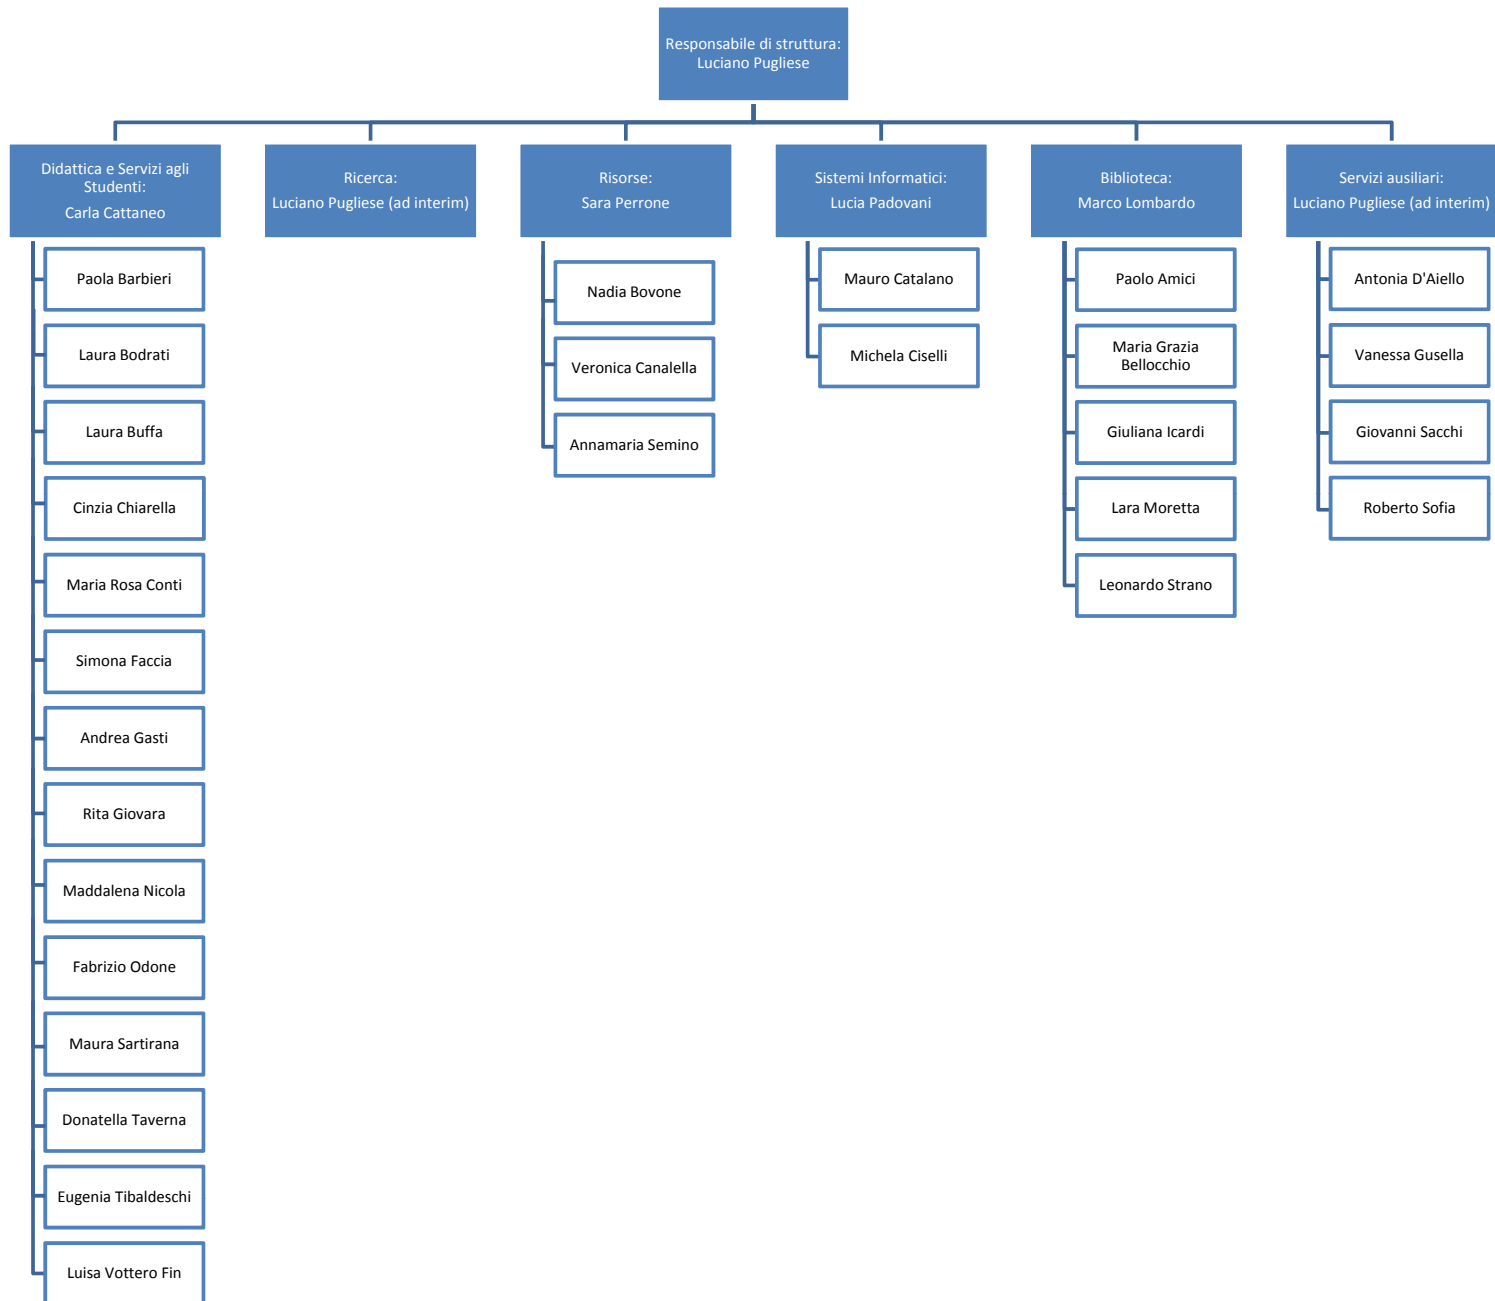 Responsabile di struttura:
Luciano Pugliese
Didattica e Servizi agli
Studenti:
Carla Cattaneo
Ricerca:
Luciano Pugliese (ad interim)
Risorse:
Sara Perrone
Sistemi Informatici:
Lucia Padovani
Biblioteca:
Marco Lombardo
Servizi ausiliari:
Luciano Pugliese (ad interim)
Paola Barbieri
Laura Bodrati
Laura Buffa
Cinzia Chiarella
Maria Rosa Conti
Simona Faccia
Andrea Gasti
Rita Giovara
Maddalena Nicola
Fabrizio Odone
Maura Sartirana
Donatella Taverna
Eugenia Tibaldeschi
Luisa Vottero Fin
Nadia Bovone
Veronica Canalella
Annamaria Semino
Mauro Catalano
Michela Ciselli
Paolo Amici
Maria Grazia
Bellocchio
Giuliana Icardi
Lara Moretta
Leonardo Strano
Antonia D'Aiello
Vanessa Gusella
Giovanni Sacchi
Roberto Sofia